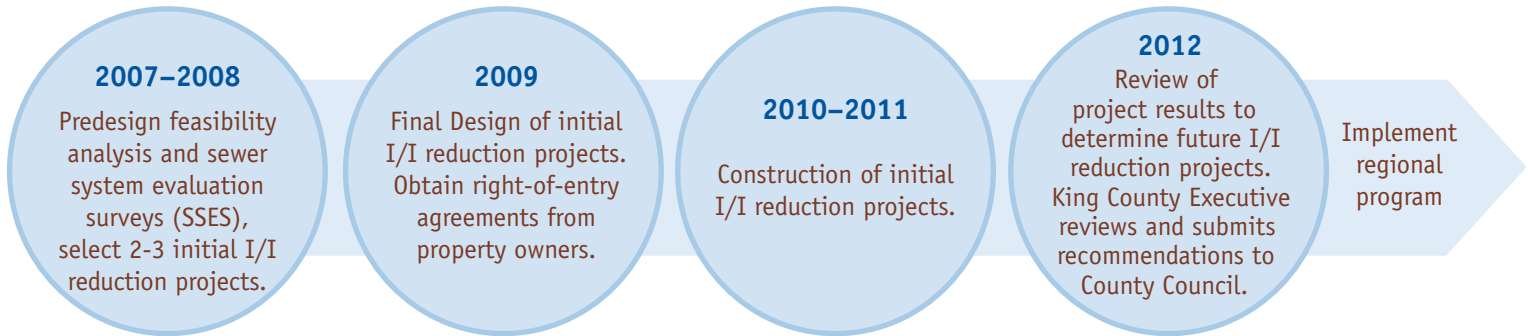 2007–2008
Predesign feasibility
analysis and sewer
system evaluation
surveys (SSES),
select 2-3 initial I/I
reduction projects.
2009
Final Design of initial
I/I reduction projects.
Obtain right-of-entry
agreements from
property owners.
2010–2011
Construction of initial
I/I reduction projects.
2012
Review of
project results to
determine future I/I
reduction projects.
King County Executive
reviews and submits
recommendations to
County Council.
Implement
regional
program